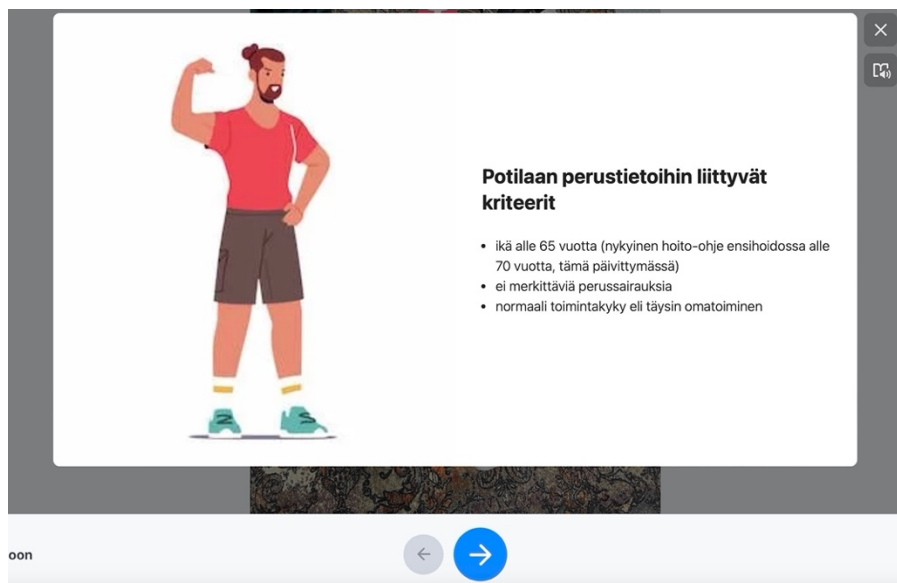 Potilaan perustietoihin liittyvät
kriteerit
• ikä alle 65 vuotta (nykyinen hoito-ohje ensihoidossa alle
70 vuotta, tämä päivittymässä)
• ei merkittäviä perussairauksia
• normaali toimintakyky eli täysin omatoiminen
oon